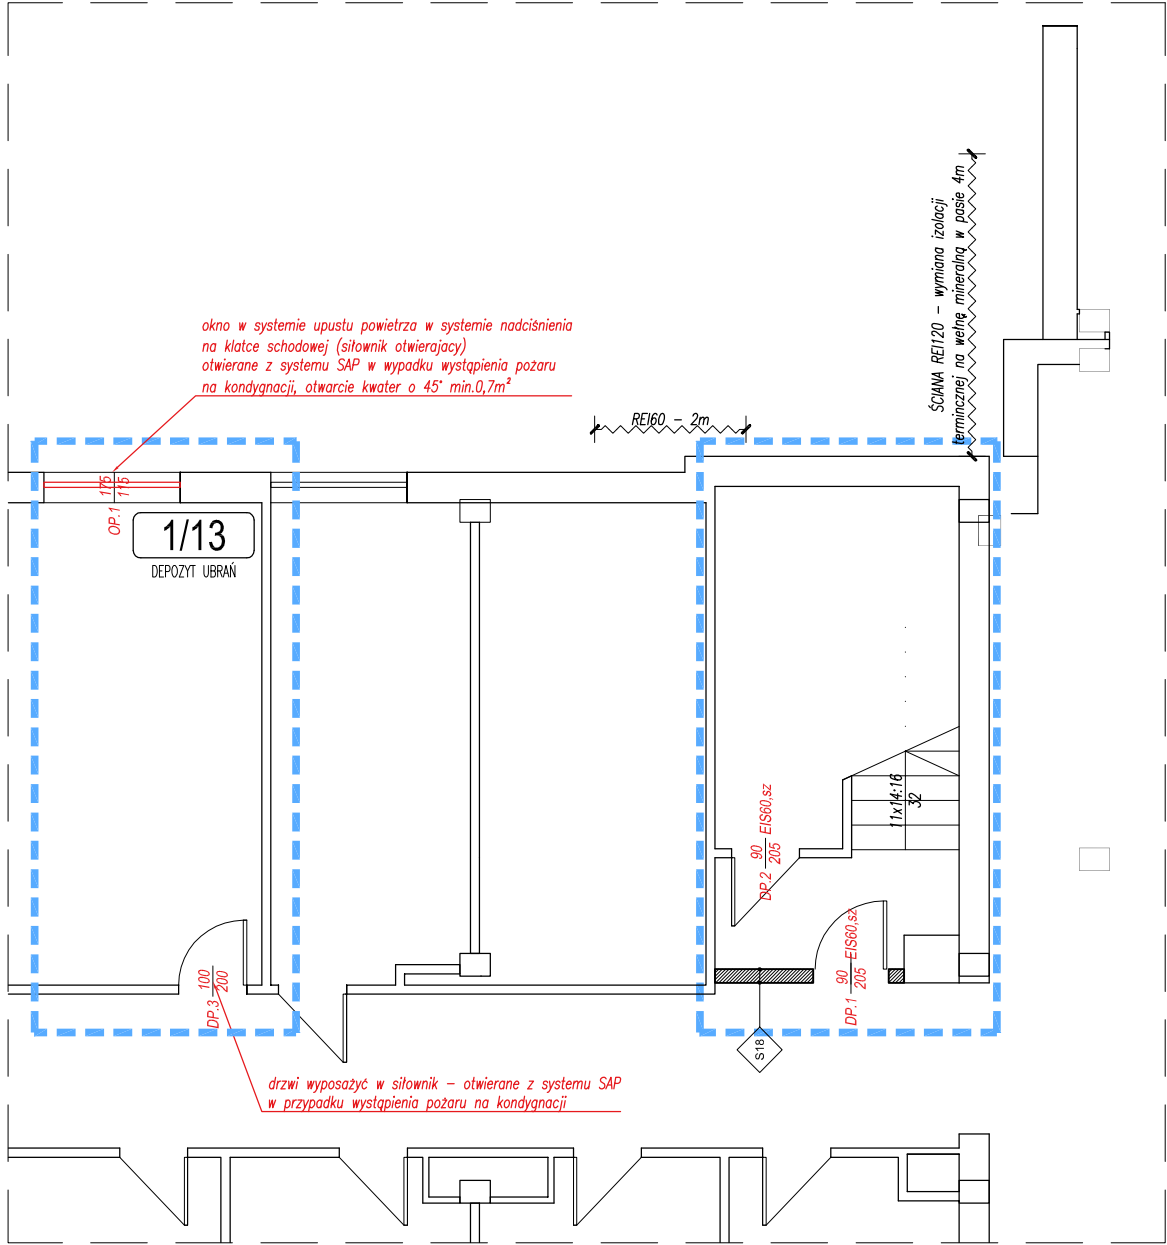 okno w systemie upustu powietrza w systemie nadciśnienia
na klatce schodowej (siłownik otwierajacy)
otwierane z systemu SAP w wypadku wystąpienia pożaru
na kondygnacji, otwarcie kwater o 45° min.0,7m²
REI60 – 2m
ŚCIANA REI120 – wymiana izolacji
termincznej na wełnę mineralną w pasie 4m
OP.1 175
115
1/13
DEPOZYT UBRAŃ
11x14:16
32
DP.2 90 EIS60,sz
205
DP.1 90 EIS60,sz
205
DP.3 100
200
S18
drzwi wyposażyć w siłownik – otwierane z systemu SAP
w przypadku wystąpienia pożaru na kondygnacji